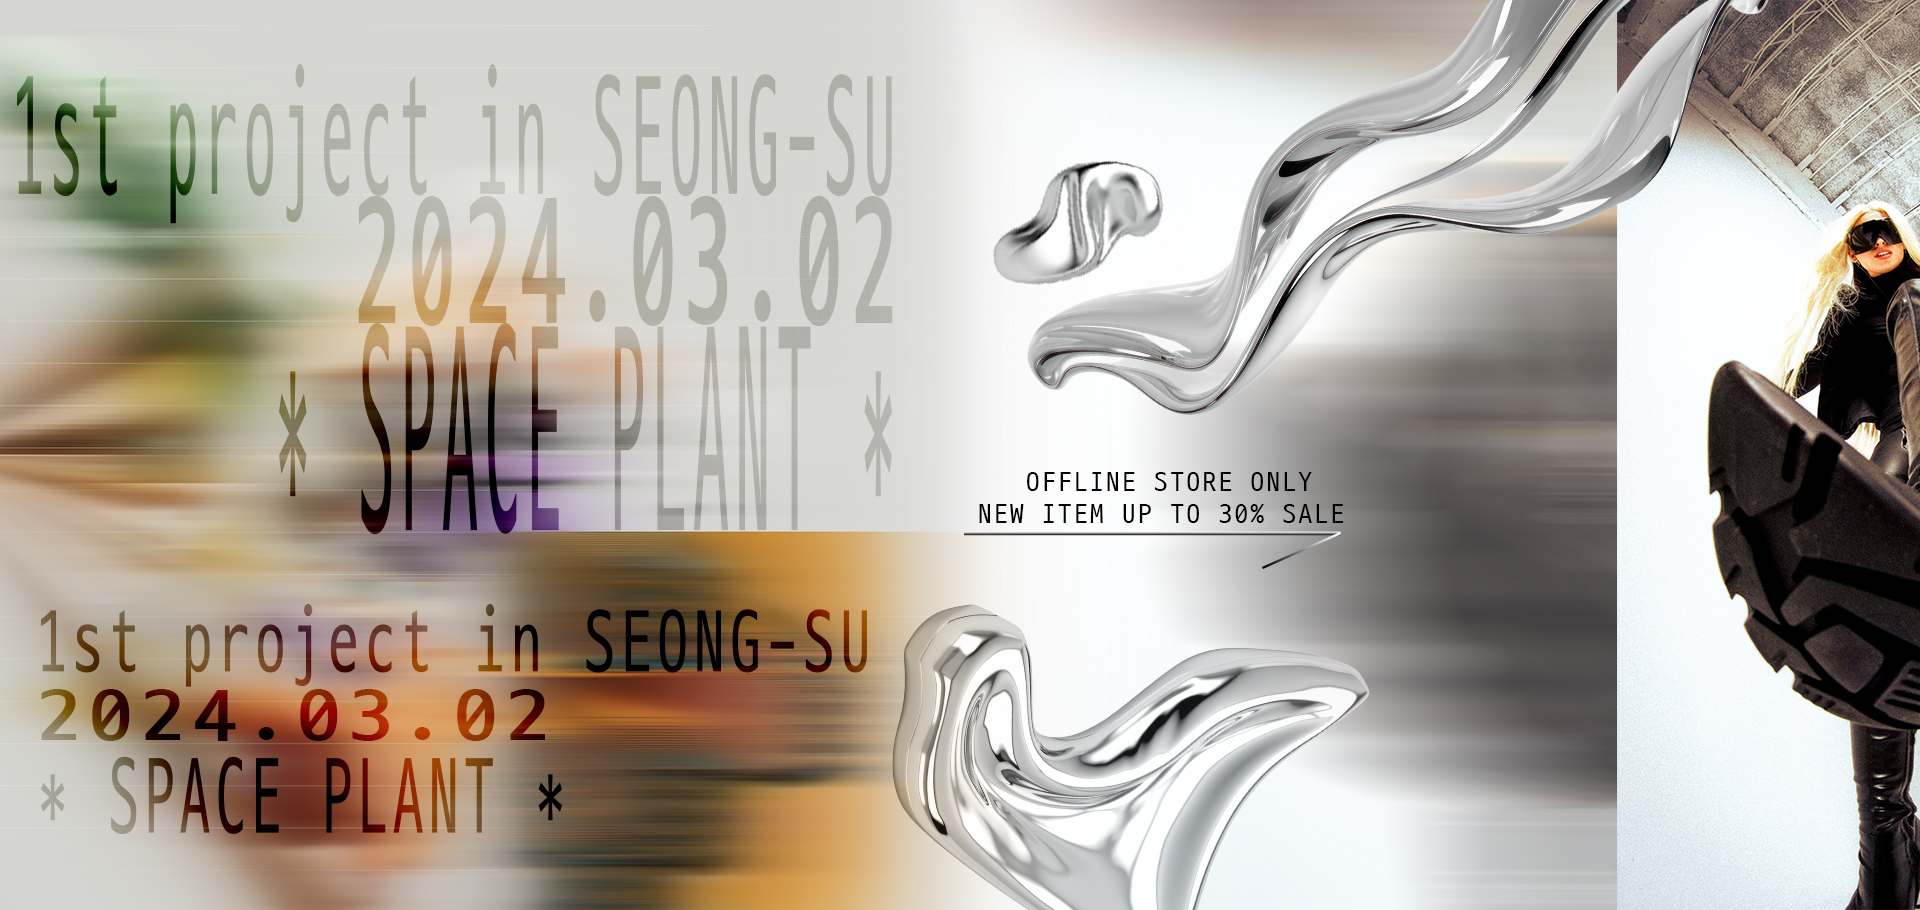 1st project in SEONG-SU
2024.03.02
* SPACE PLANT *
OFFLINE STORE ONLY
NEW ITEM UP TO 30% SALE
1st project in SEONG-SU
2024.03.02
* SPACE PLANT *